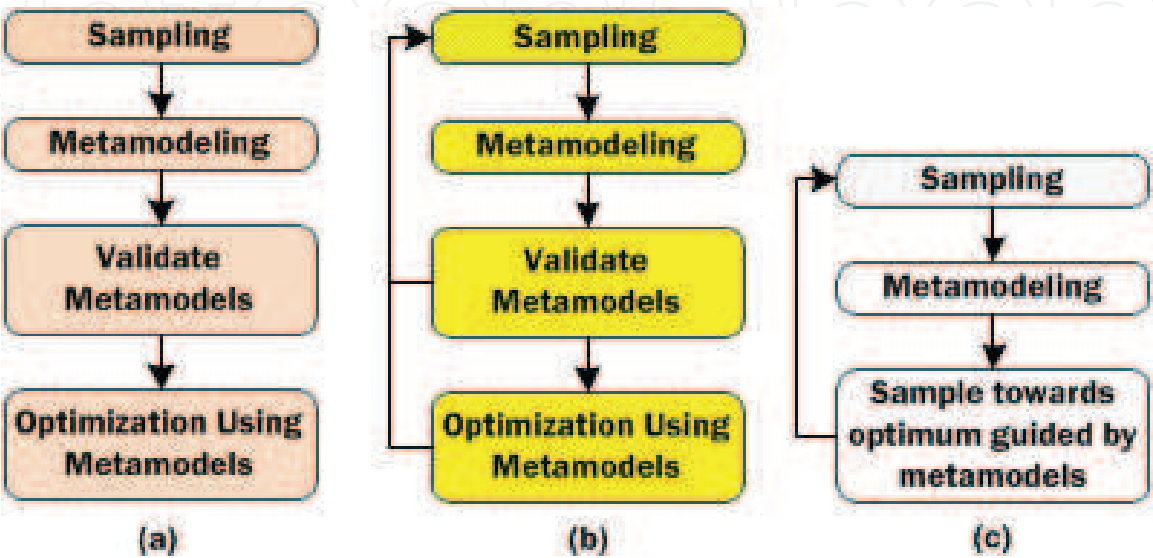 Sampling
Metamodeling
Validate
Metamodels
Optimization Using
Metamodels
(a)
Sampling
Metamodeling
Validate
Metamodels
Optimization Using
Metamodels
(b)
Sampling
Metamodeling
Sample towards
optimum guided by
metamodels
(c)